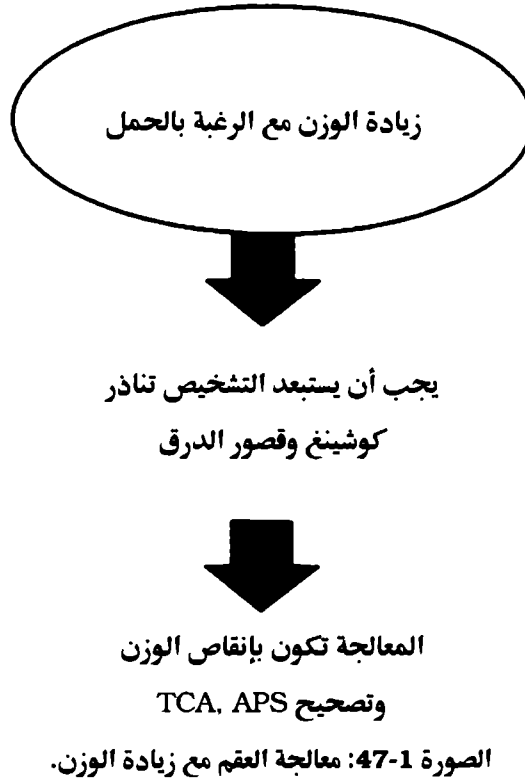 زيادة الوزن مع الرغبة بالحمل
يجب أن يستبعد التشخيص تناذر
كوشينغ وقصور الدرق
المعالجة تكون بإنقاص الوزن
وتصحيح TCA, APS
الصورة 1-47: معالجة العقم مع زيادة الوزن.